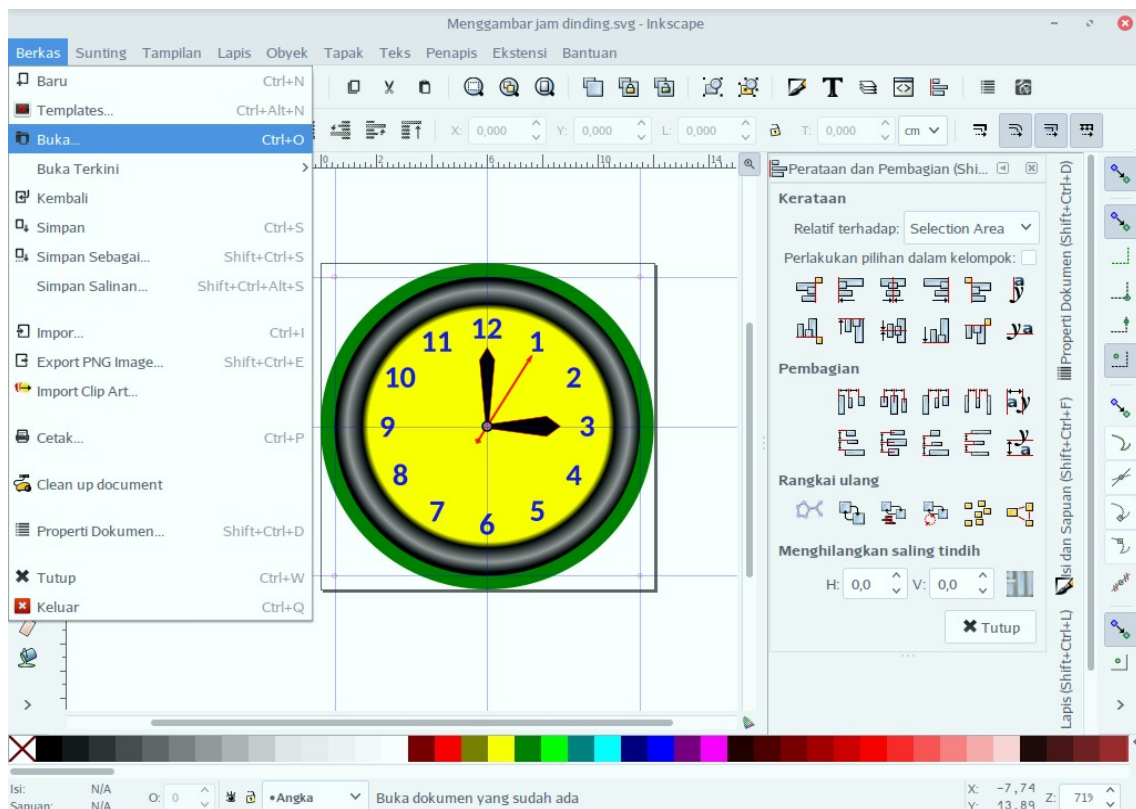 Menggambar jam dinding.svg - Inkscape
Berkas Sunting Tampilan Lapis Obyek Tapak Teks Penapis Ekstensi Bantuan
Baru Ctrl+N
Templates... Ctrl+Alt+N
Buka... Ctrl+O
Buka Terkini
Kembali
Simpan Ctrl+S
Simpan Sebagai... Shift+Ctrl+S
Simpan Salinan... Shift+Ctrl+Alt+S
Impor... Ctrl+I
Export PNG Image... Shift+Ctrl+E
Import Clip Art...
Cetak... Ctrl+P
Clean up document
Properti Dokumen... Shift+Ctrl+D
Tutup Ctrl+W
Keluar Ctrl+Q
X: 0,000 Y: 0,000 L: 0,000 T: 0,000 cm
0 2 6 10 14
12
11 1
10 2
9 3
8 4
7 5
6
Perataan dan Pembagian (Shi...
Kerataan
Relatif terhadap: Selection Area
Perlakukan pilihan dalam kelompok:
Pembagian
Rangkai ulang
Menghilangkan saling tindih
H: 0,0 V: 0,0
Tutup
Properti Dokumen (Shift+Ctrl+D)
Isi dan Sapuan (Shift+Ctrl+F)
Lapis (Shift+Ctrl+L)
Isi: N/A
Sapuan: N/A
O: 0
•Angka
Buka dokumen yang sudah ada
X: -7,74
Y: 13,89
Z: 71%